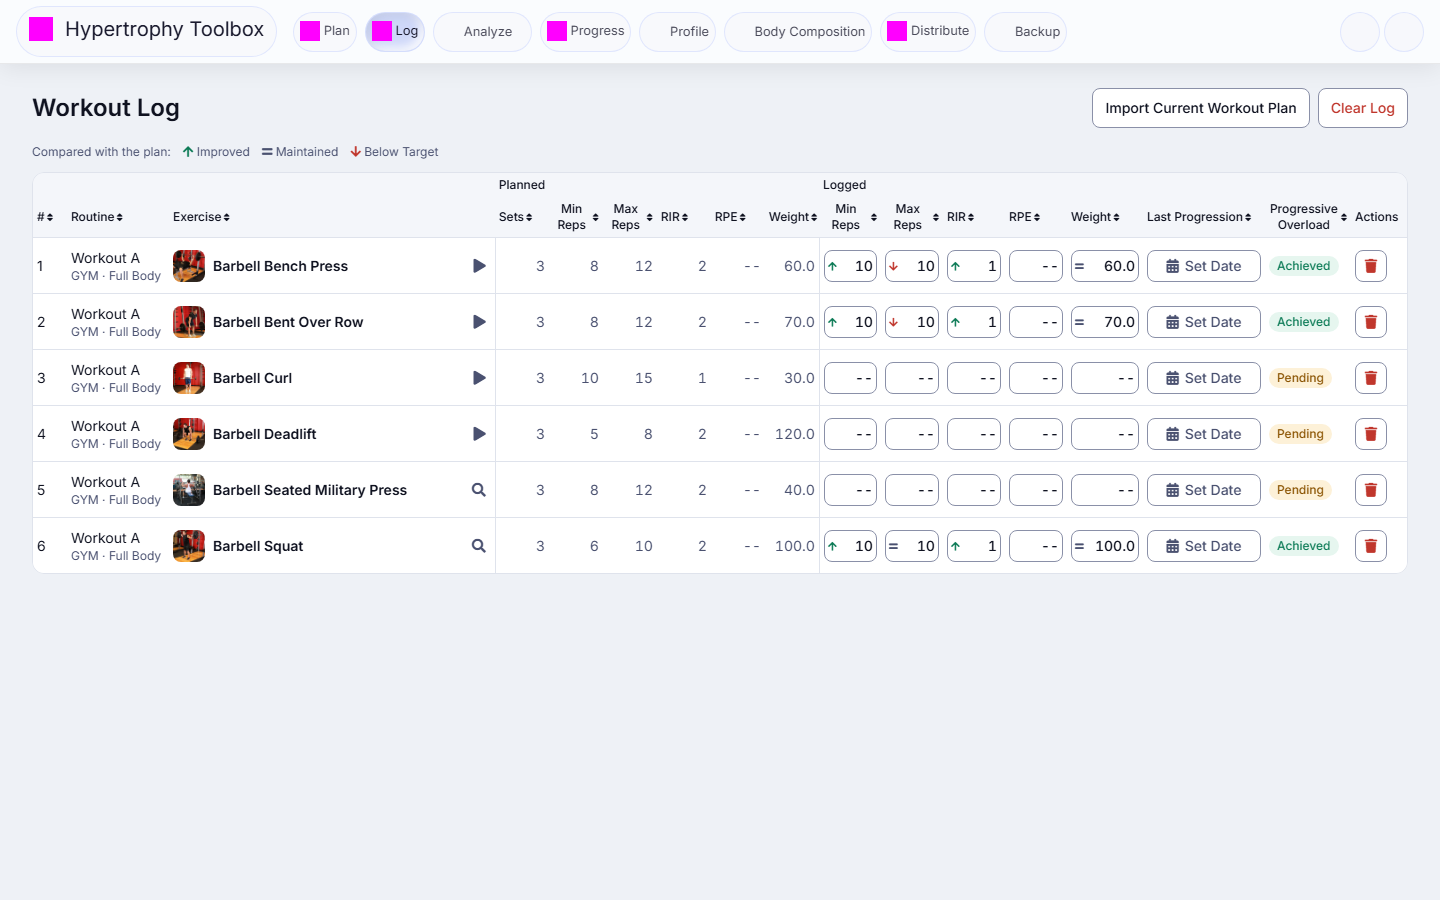 Hypertrophy Toolbox
Plan
Log
Analyze
Progress
Profile
Body Composition
Distribute
Backup
Workout Log
Import Current Workout Plan
Clear Log
Compared with the plan: Improved Maintained Below Target
Planned Logged
# Routine Exercise Sets Min Reps Max Reps RIR RPE Weight Min Reps Max Reps RIR RPE Weight Last Progression Progressive Overload Actions
1 Workout A Barbell Bench Press 3 8 12 2 -- 60.0 10 10 1 -- 60.0 Set Date Achieved
GYM · Full Body
2 Workout A Barbell Bent Over Row 3 8 12 2 -- 70.0 10 10 1 -- 70.0 Set Date Achieved
GYM · Full Body
3 Workout A Barbell Curl 3 10 15 1 -- 30.0 -- -- -- -- -- Set Date Pending
GYM · Full Body
4 Workout A Barbell Deadlift 3 5 8 2 -- 120.0 -- -- -- -- -- Set Date Pending
GYM · Full Body
5 Workout A Barbell Seated Military Press 3 8 12 2 -- 40.0 -- -- -- -- -- Set Date Pending
GYM · Full Body
6 Workout A Barbell Squat 3 6 10 2 -- 100.0 10 = 10 1 -- = 100.0 Set Date Achieved
GYM · Full Body